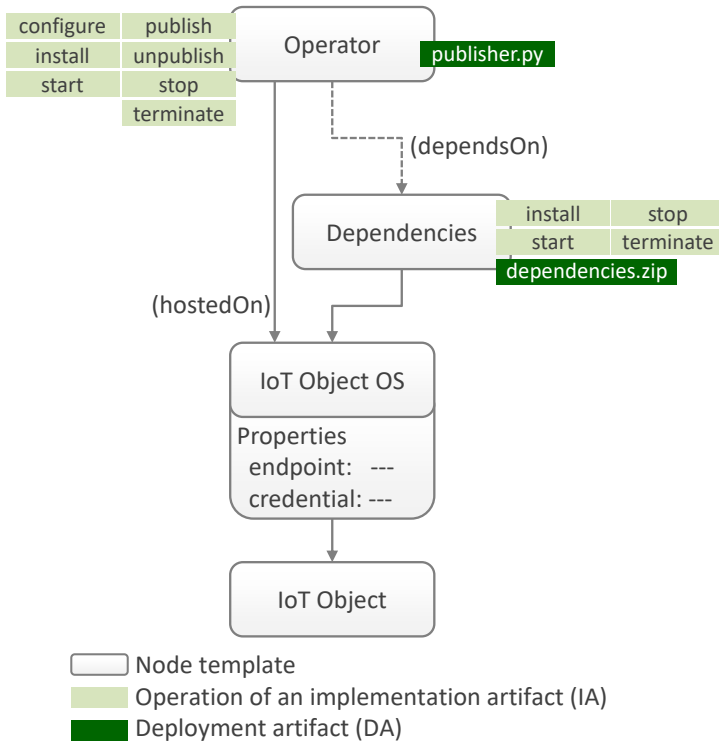 configure publish
install unpublish
start stop
terminate
Operator
publisher.py
(dependsOn)
Dependencies
install stop
start terminate
dependencies.zip
(hostedOn)
IoT Object OS
Properties
endpoint: ---
credential: ---
IoT Object
Node template
Operation of an implementation artifact (IA)
Deployment artifact (DA)